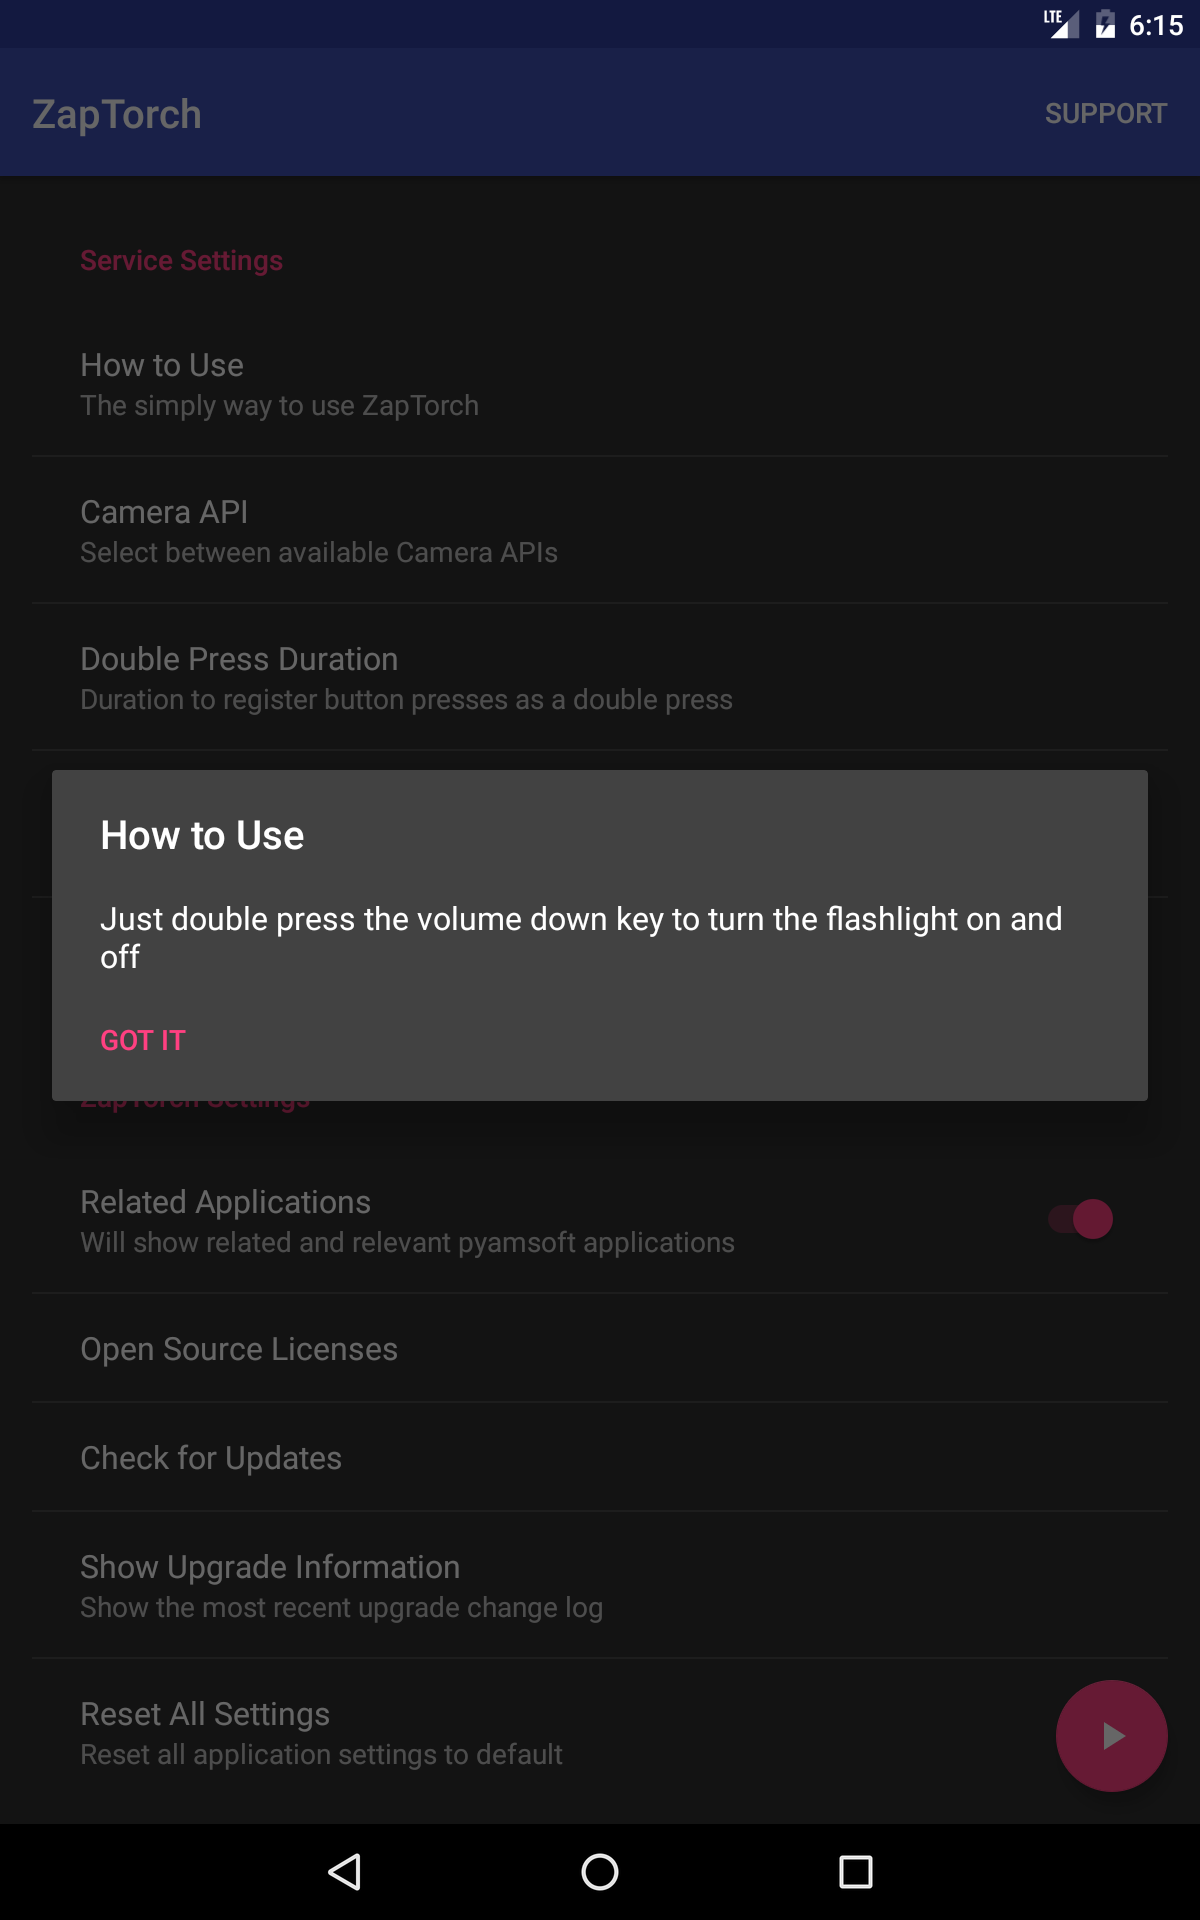 LTE 6:15
ZapTorch SUPPORT
Service Settings
How to Use
The simply way to use ZapTorch
Camera API
Select between available Camera APIs
Double Press Duration
Duration to register button presses as a double press
How to Use
Just double press the volume down key to turn the flashlight on and
off
GOT IT
ZapTorch Settings
Related Applications
Will show related and relevant pyamsoft applications
Open Source Licenses
Check for Updates
Show Upgrade Information
Show the most recent upgrade change log
Reset All Settings
Reset all application settings to default